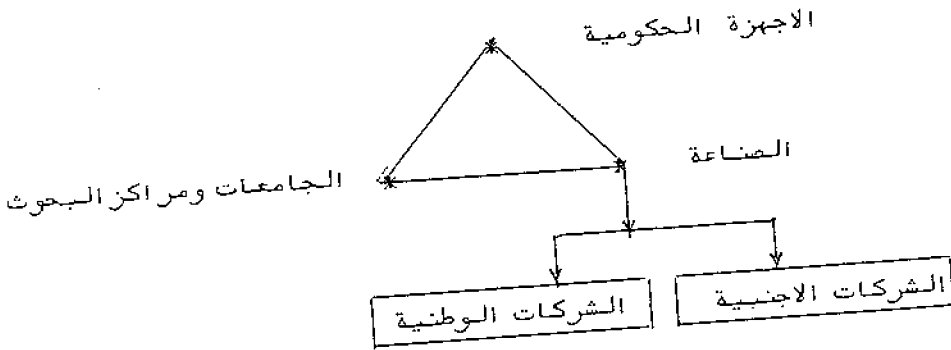 الاجهزة الحكومية
الصناعة
الجامعات ومراكز البحوث
الشركات الاجنبية
الشركات الوطنية